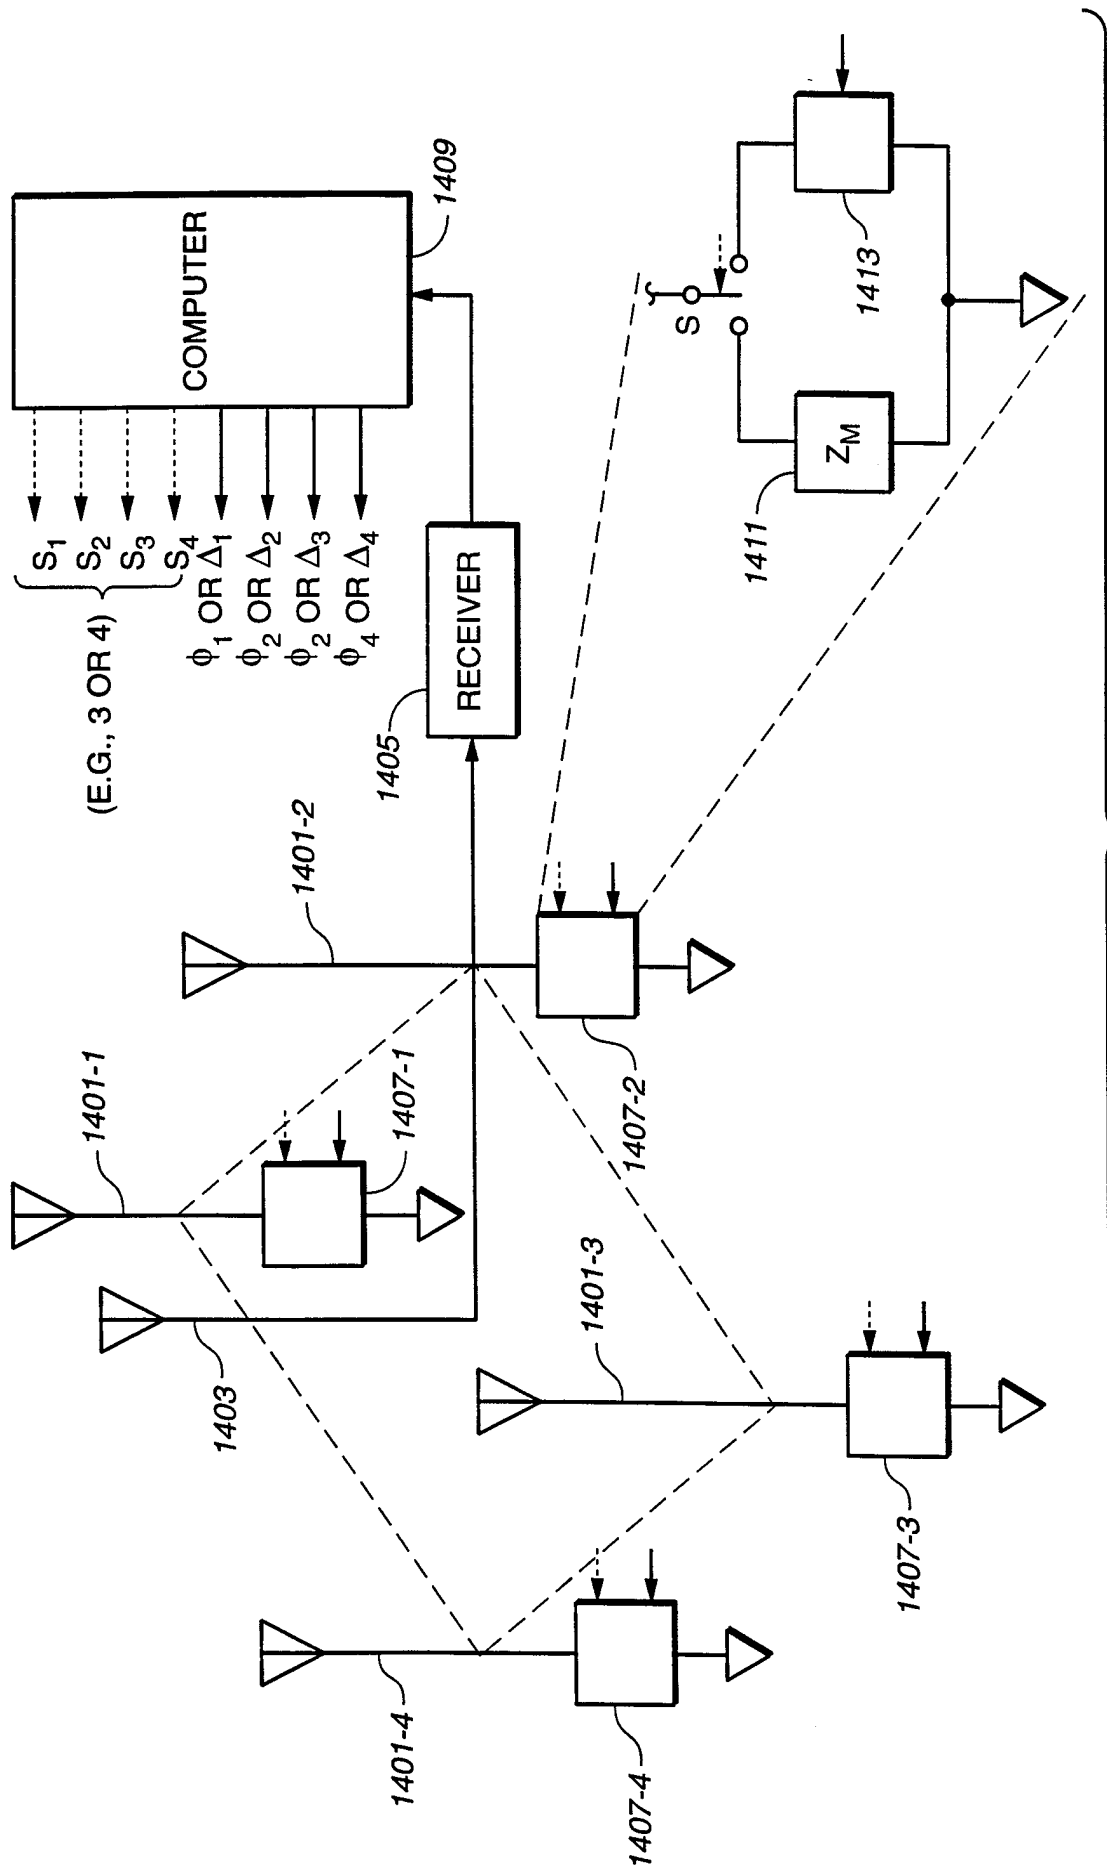 1401-4
1407-4
1403
1401-1
1407-1
1401-3
1407-3
1401-2
1407-2
(E.G., 3 OR 4)
S1
S2
S3
S4
ϕ1 OR Δ1
ϕ2 OR Δ2
ϕ2 OR Δ3
ϕ4 OR Δ4
COMPUTER
1409
1405
RECEIVER
S
1411
ZM
1413